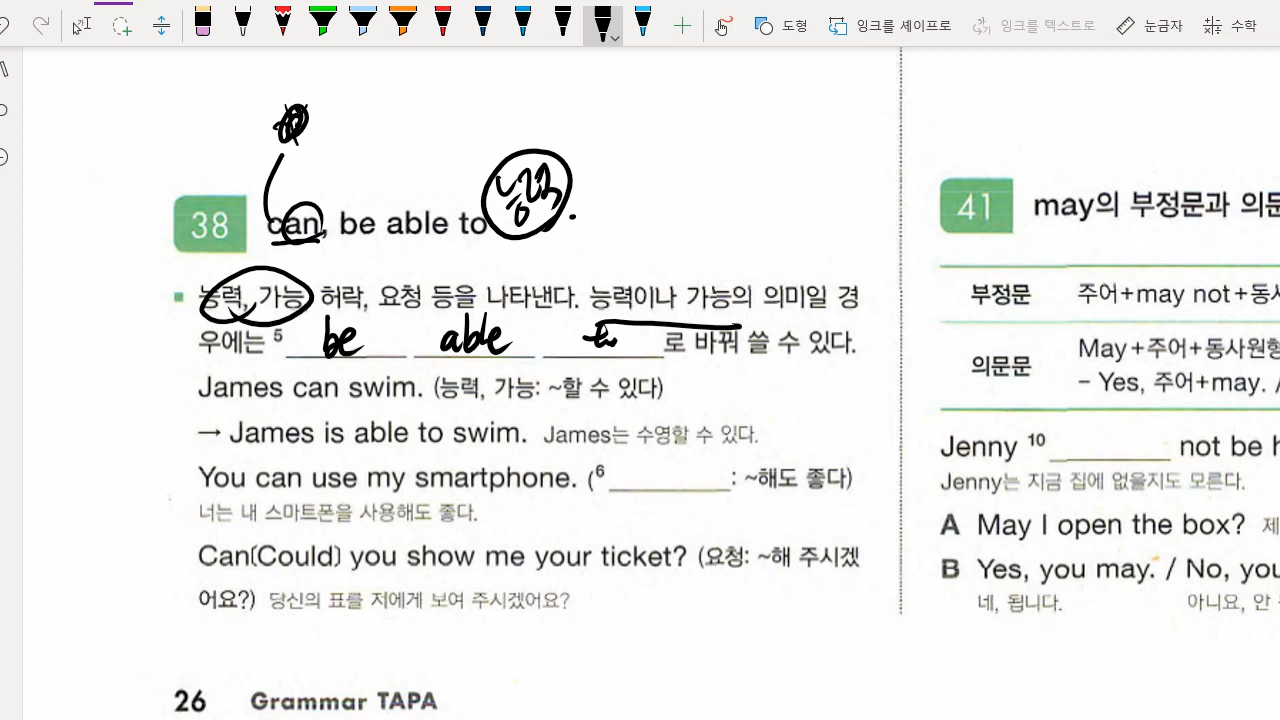 도형 잉크를 셰이프로 잉크를 텍스트로 눈금자 수학
38 can, be able to 능력.
능력, 가능, 허락, 요청 등을 나타낸다. 능력이나 가능의 의미일 경
우에는 5 be able to 로 바꿔 쓸 수 있다.
James can swim. (능력, 가능: ~할 수 있다)
→ James is able to swim. James는 수영할 수 있다.
You can use my smartphone. (6 : ~해도 좋다)
너는 내 스마트폰을 사용해도 좋다.
Can(Could) you show me your ticket? (요청: ~해 주시겠
어요?) 당신의 표를 저에게 보여 주시겠어요?
26 Grammar TAPA
41 may의 부정문과 의문
부정문 주어+may not+동사
의문문
May+주어+동사원형
– Yes, 주어+may. /
Jenny 10 not be h
Jenny는 지금 집에 없을지도 모른다.
A May I open the box? 제
B Yes, you may. / No, you
네, 됩니다. 아니요, 안